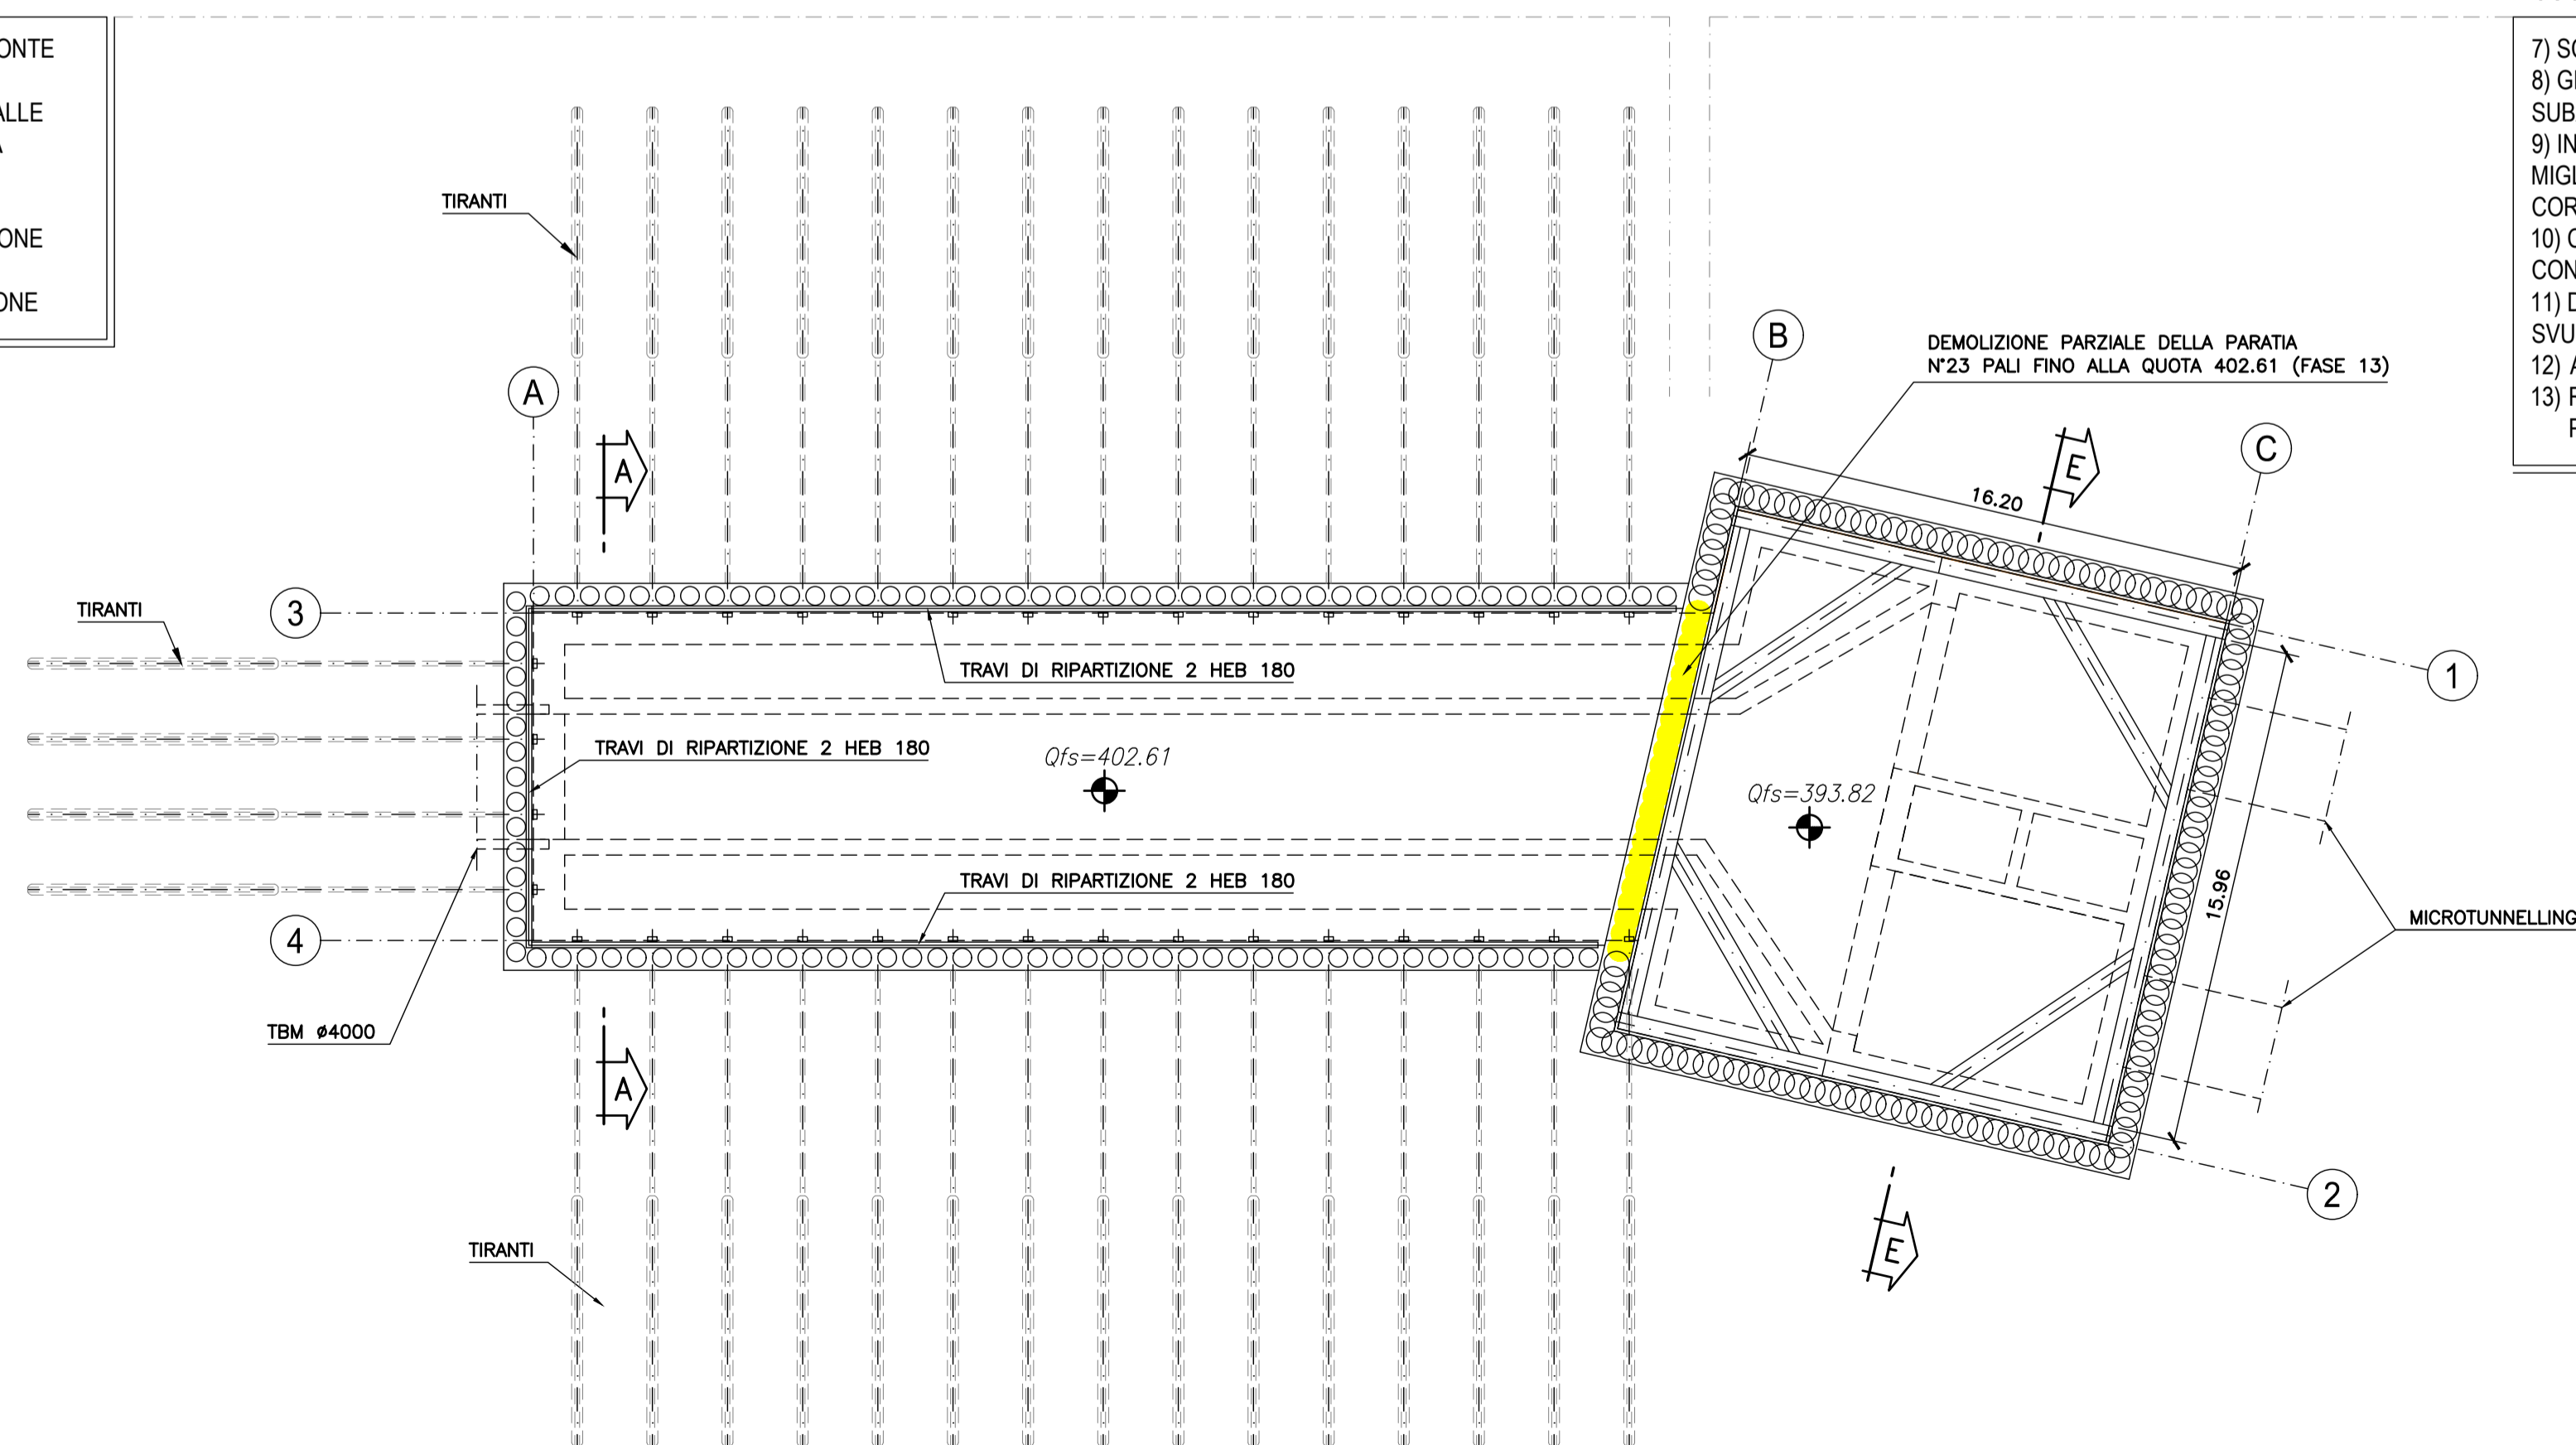 ONTE
ALLE
A
ONE
ONE
7) SO
8) G
SUB
9) IN
MIGL
COR
10) C
CON
11) D
SVU
12) A
13) F
TIRANTI
B
DEMOLIZIONE PARZIALE DELLA PARATIA
N°23 PALI FINO ALLA QUOTA 402.61 (FASE 13)
A
C
A
E
16.20
TIRANTI
3
1
TRAVI DI RIPARTIZIONE 2 HEB 180
TRAVI DI RIPARTIZIONE 2 HEB 180
Qfs=402.61
Qfs=393.82
TRAVI DI RIPARTIZIONE 2 HEB 180
15.96
MICROTUNNELLING
4
TBM ø4000
A
2
TIRANTI
E